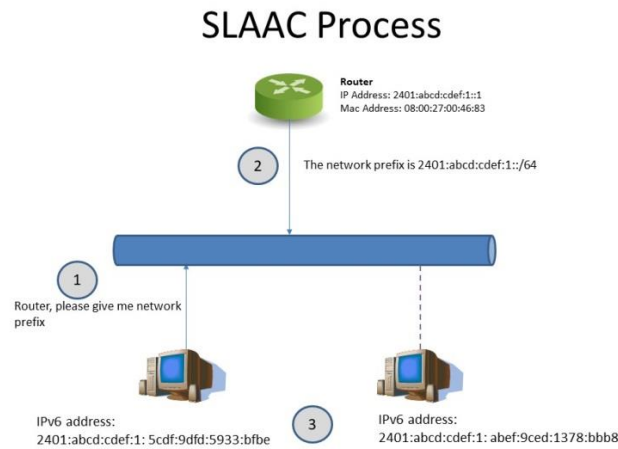 SLAAC Process
Router
IP Address: 2401:abcd:cdef:1::1
Mac Address: 08:00:27:00:46:83
2
The network prefix is 2401:abcd:cdef:1::/64
1
Router, please give me network
prefix
IPv6 address:
2401:abcd:cdef:1: 5cdf:9dfd:5933:bfbe
3
IPv6 address:
2401:abcd:cdef:1: abef:9ced:1378:bbb8